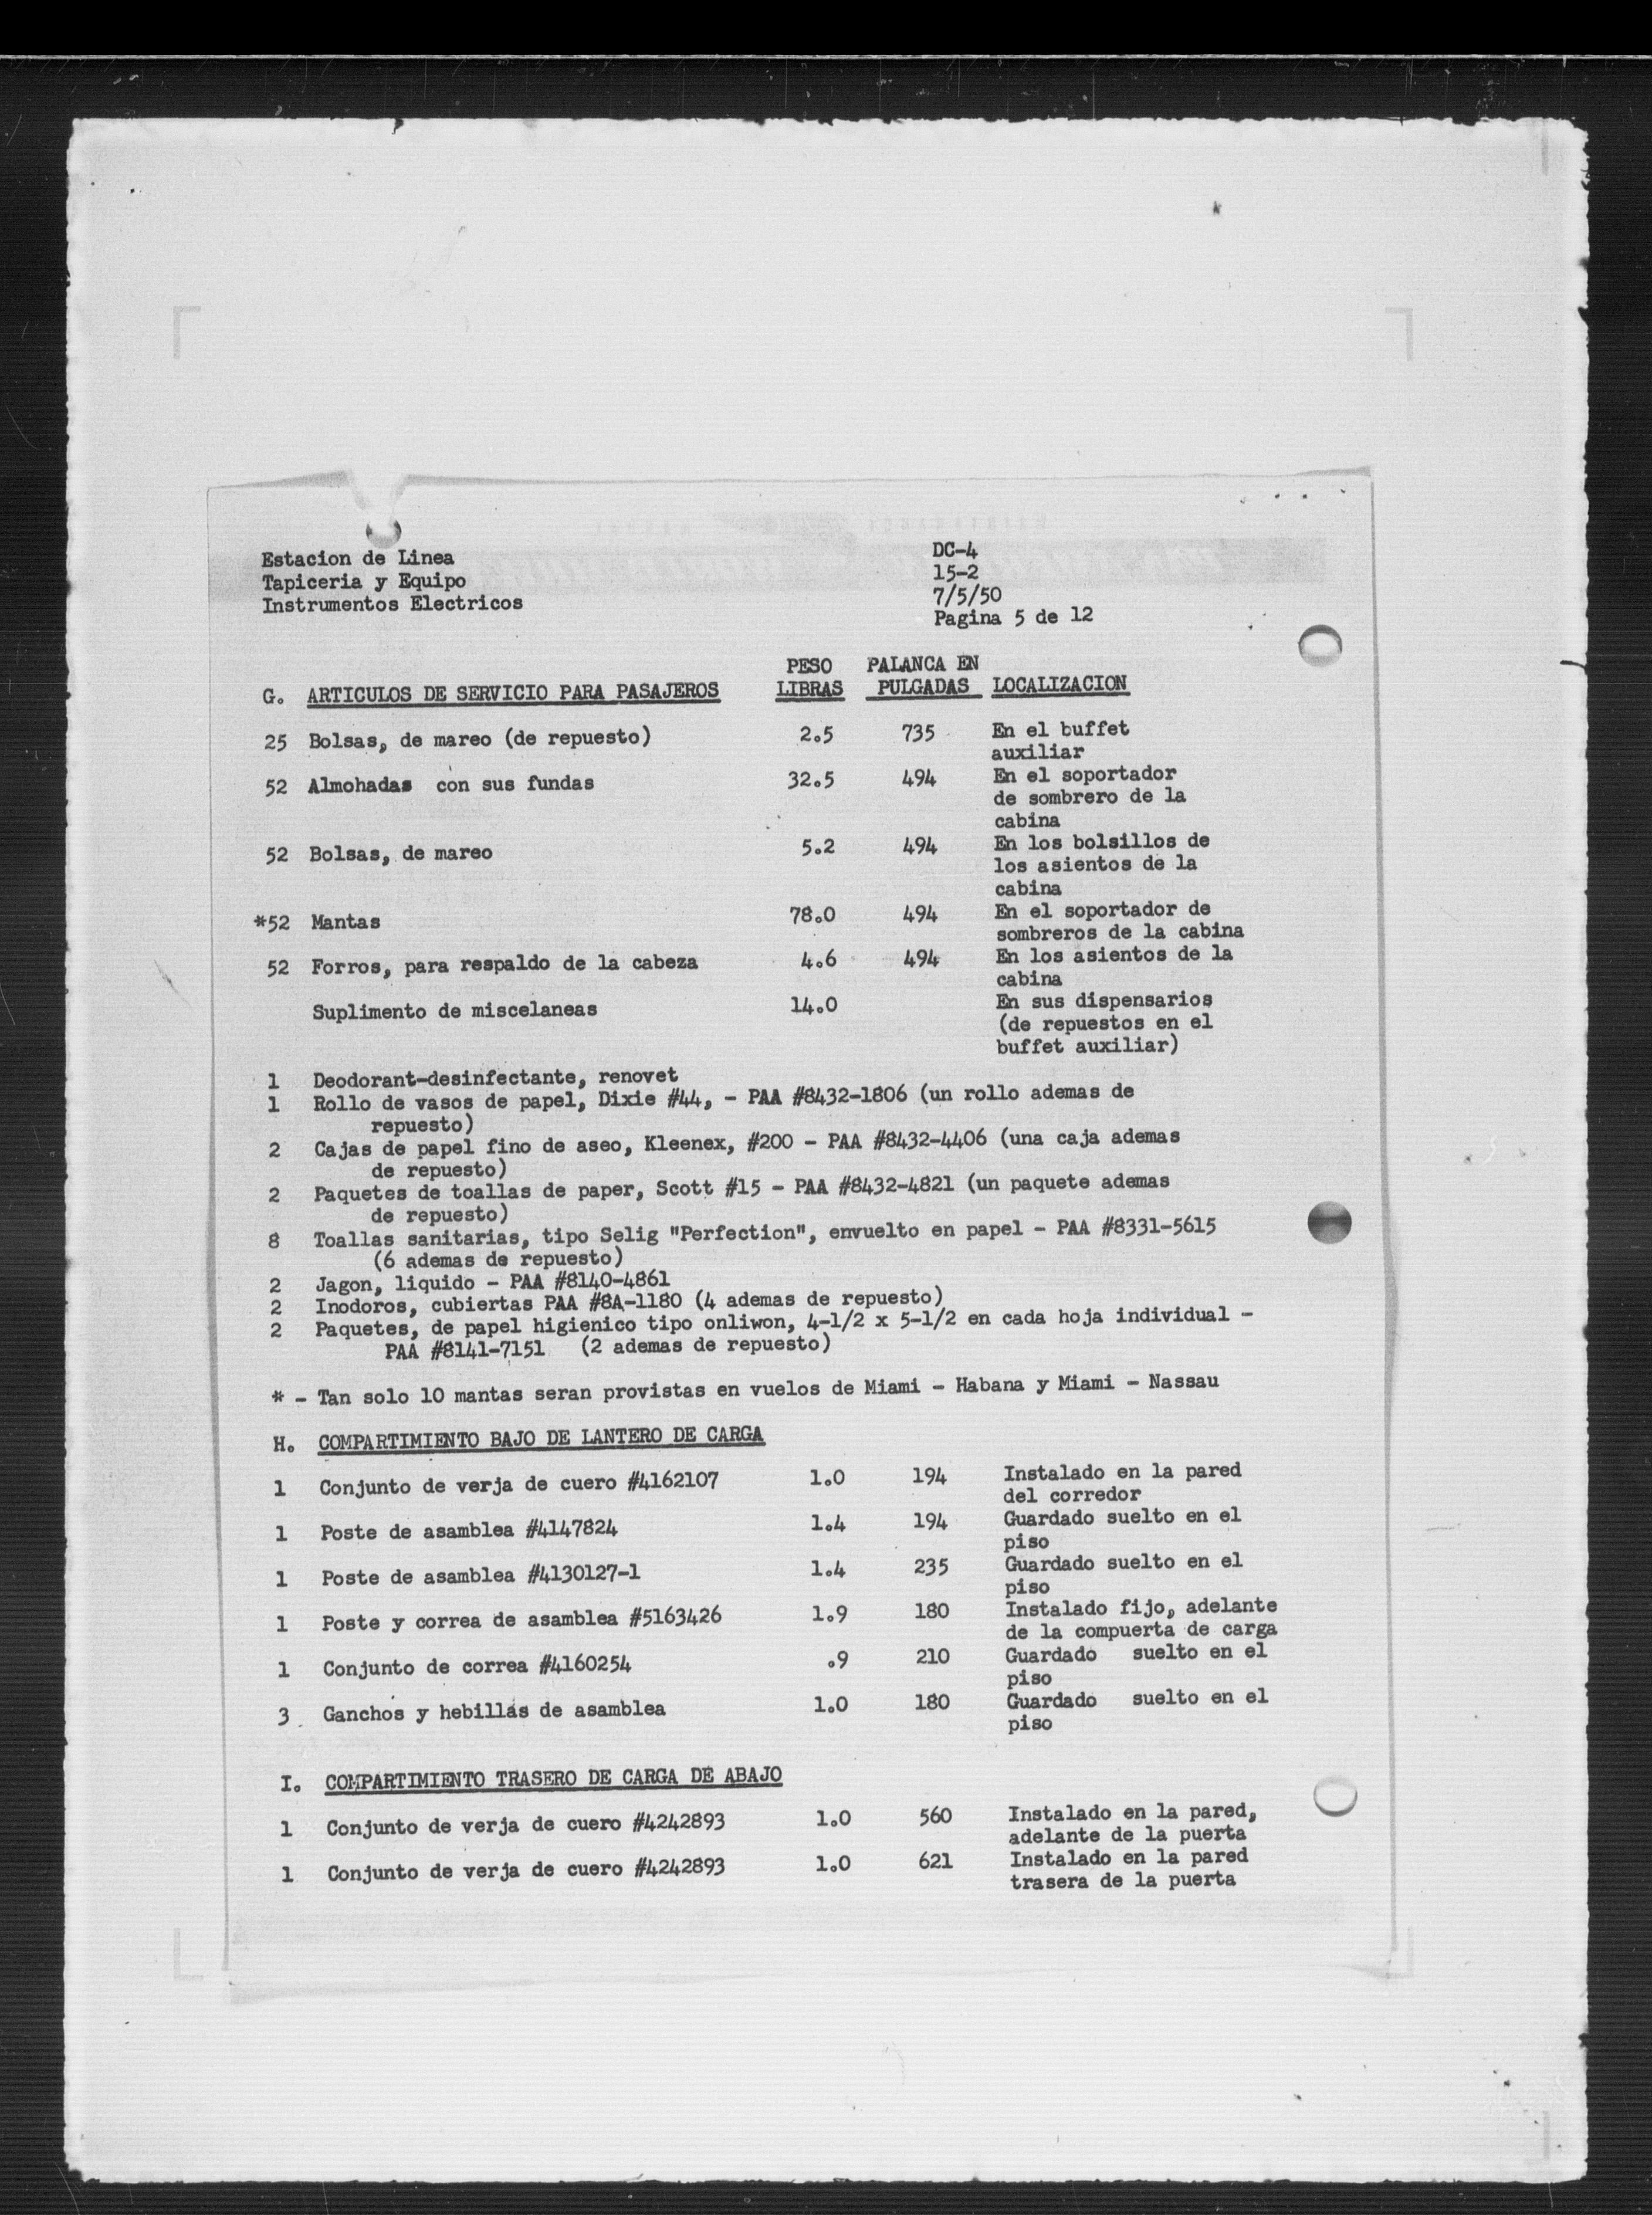 Estacion de Linea
Tapiceria y Equipo
Instrumentos Electricos
DC-4
15-2
7/5/50
Pagina 5 de 12
PESO PALANCA EN
G. ARTICULOS DE SERVICIO PARA PASAJEROS LIBRAS PULGADAS LOCALIZACION
25 Bolsas, de mareo (de repuesto) 2.5 735 En el buffet
auxiliar
52 Almohadas con sus fundas 32.5 494 En el soportador
de sombrero de la
cabina
52 Bolsas, de mareo 5.2 494 En los bolsillos de
los asientos de la
cabina
*52 Mantas 78.0 494 En el soportador de
sombreros de la cabina
52 Forros, para respaldo de la cabeza 4.6 494 En los asientos de la
cabina
Suplimento de miscelaneas 14.0 En sus dispensarios
(de repuestos en el
buffet auxiliar)
1 Deodorant-desinfectante, renovet
1 Rollo de vasos de papel, Dixie #44, - PAA #8432-1806 (un rollo ademas de
repuesto)
2 Cajas de papel fino de aseo, Kleenex, #200 - PAA #8432-4406 (una caja ademas
de repuesto)
2 Paquetes de toallas de paper, Scott #15 - PAA #8432-4821 (un paquete ademas
de repuesto)
8 Toallas sanitarias, tipo Selig "Perfection", envuelto en papel - PAA #8331-5615
(6 ademas de repuesto)
2 Jagon, liquido - PAA #8140-4861
2 Inodoros, cubiertas PAA #8A-1180 (4 ademas de repuesto)
2 Paquetes, de papel higienico tipo onliwon, 4-1/2 x 5-1/2 en cada hoja individual -
PAA #8141-7151 (2 ademas de repuesto)
* - Tan solo 10 mantas seran provistas en vuelos de Miami - Habana y Miami - Nassau
H. COMPARTIMIENTO BAJO DE LANTERO DE CARGA
1 Conjunto de verja de cuero #4162107 1.0 194 Instalado en la pared
del corredor
1 Poste de asamblea #4147824 1.4 194 Guardado suelto en el
piso
1 Poste de asamblea #4130127-1 1.4 235 Guardado suelto en el
piso
1 Poste y correa de asamblea #5163426 1.9 180 Instalado fijo, adelante
de la compuerta de carga
1 Conjunto de correa #4160254 .9 210 Guardado suelto en el
piso
3 Ganchos y hebillas de asamblea 1.0 180 Guardado suelto en el
piso
I. COMPARTIMIENTO TRASERO DE CARGA DE ABAJO
1 Conjunto de verja de cuero #4242893 1.0 560 Instalado en la pared,
adelante de la puerta
1 Conjunto de verja de cuero #4242893 1.0 621 Instalado en la pared
trasera de la puerta